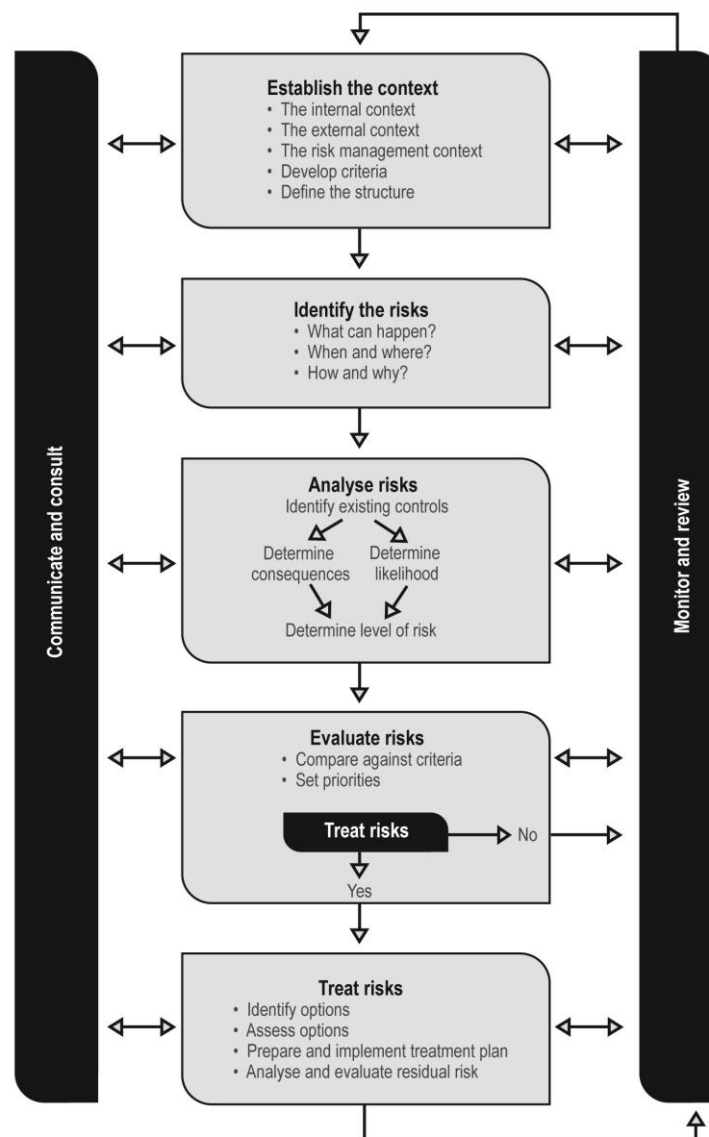 Communicate and consult
Establish the context
• The internal context
• The external context
• The risk management context
• Develop criteria
• Define the structure
Identify the risks
• What can happen?
• When and where?
• How and why?
Analyse risks
Identify existing controls
Determine
consequences
Determine
likelihood
Determine level of risk
Evaluate risks
• Compare against criteria
• Set priorities
Treat risks
No
Yes
Treat risks
• Identify options
• Assess options
• Prepare and implement treatment plan
• Analyse and evaluate residual risk
Monitor and review